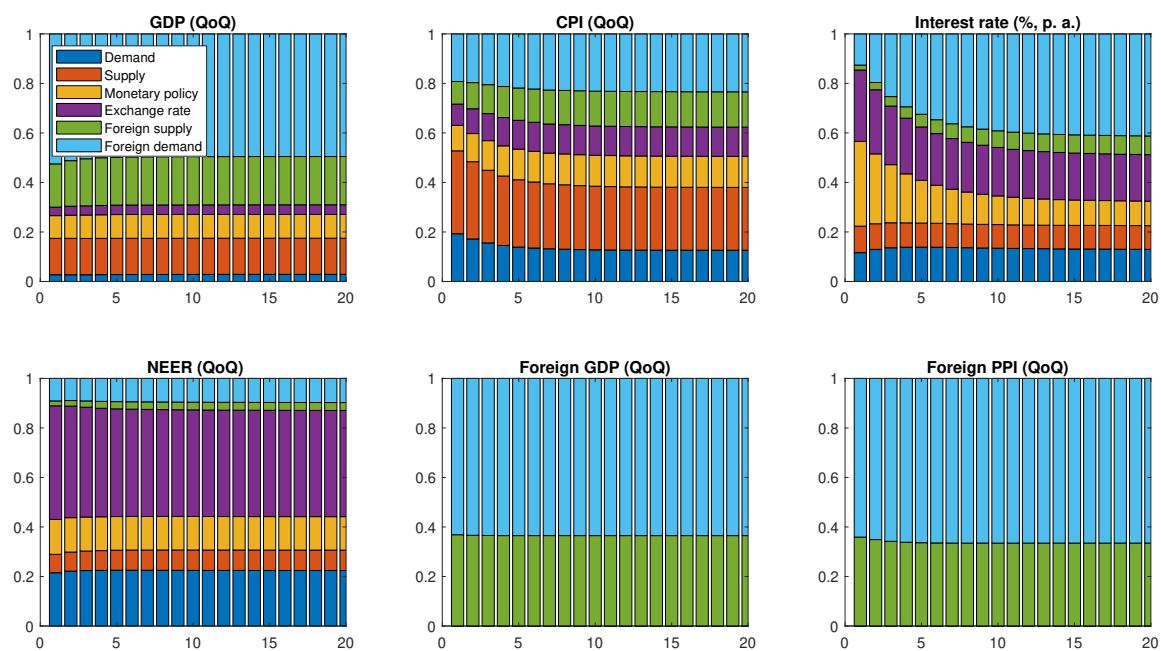 GDP (QoQ)
1
0.8
0.6
0.4
0.2
0
0 5 10 15 20
Demand
Supply
Monetary policy
Exchange rate
Foreign supply
Foreign demand
CPI (QoQ)
1
0.8
0.6
0.4
0.2
0
0 5 10 15 20
Interest rate (%, p. a.)
1
0.8
0.6
0.4
0.2
0
0 5 10 15 20
NEER (QoQ)
1
0.8
0.6
0.4
0.2
0
0 5 10 15 20
Foreign GDP (QoQ)
1
0.8
0.6
0.4
0.2
0
0 5 10 15 20
Foreign PPI (QoQ)
1
0.8
0.6
0.4
0.2
0
0 5 10 15 20